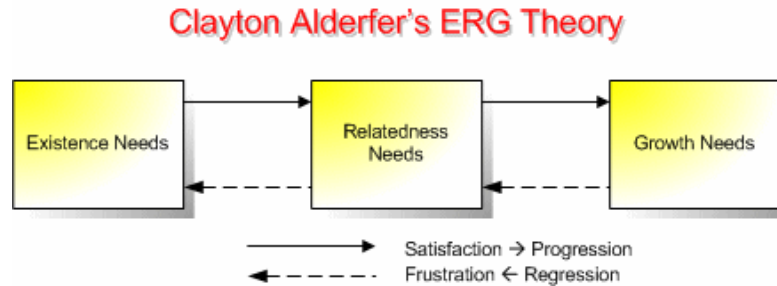 Clayton Alderfer's ERG Theory
Existence Needs
Relatedness
Needs
Growth Needs
Satisfaction → Progression
Frustration ← Regression